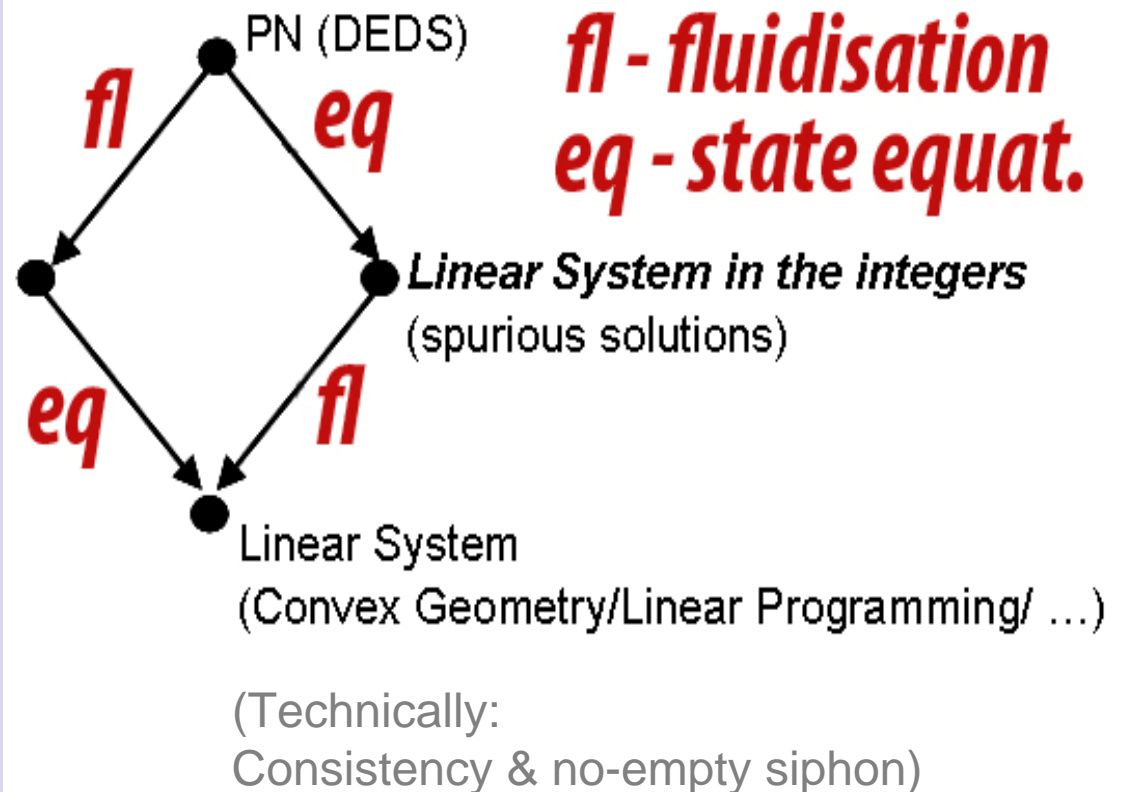 PN (DEDS)
fl - fluidisation
eq - state equat.
fl
eq
Linear System in the integers
(spurious solutions)
eq
fl
Linear System
(Convex Geometry/Linear Programming/ ...)
(Technically:
Consistency & no-empty siphon)